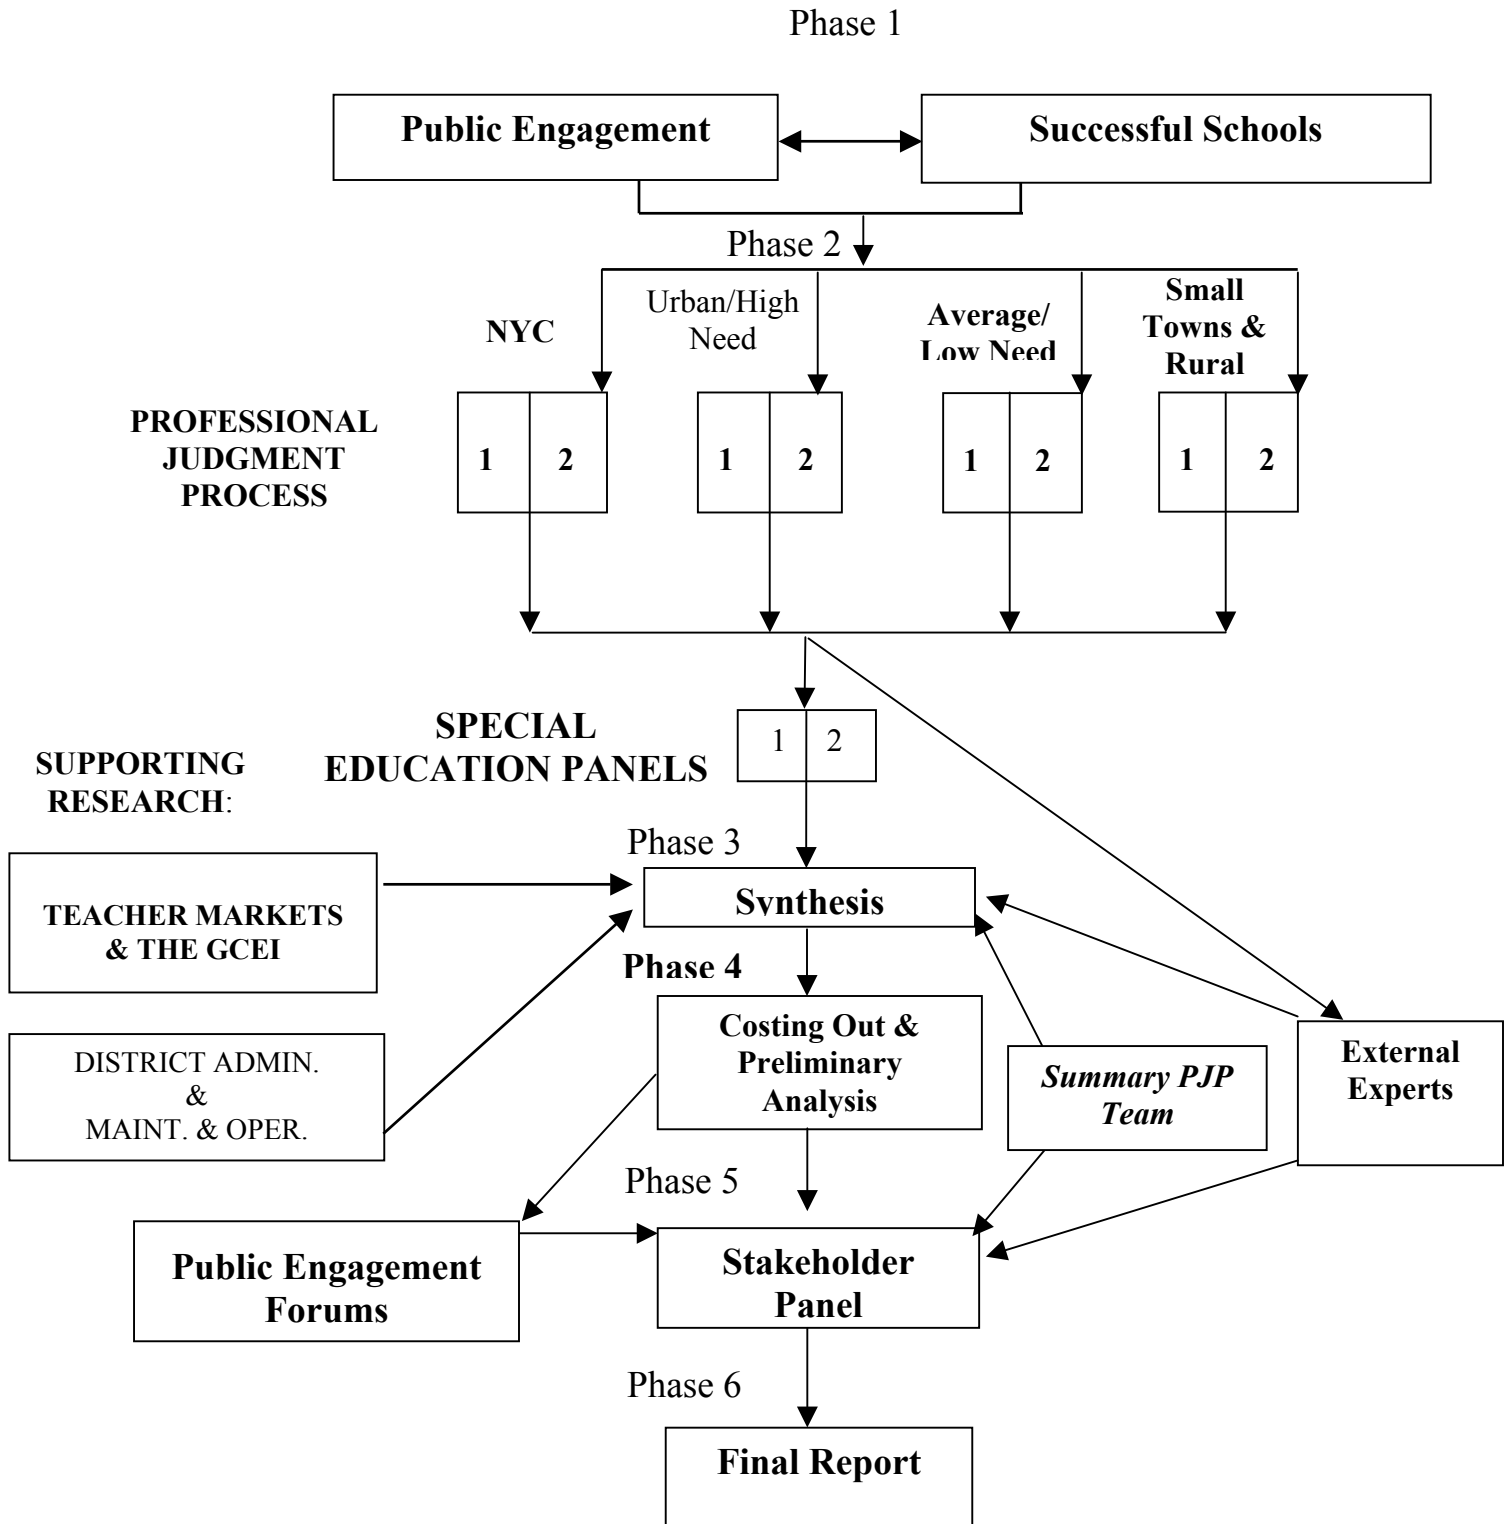 Phase 1
Public Engagement
Successful Schools
Phase 2
NYC
Urban/High
Need
Average/
Low Need
Small
Towns &
Rural
PROFESSIONAL
JUDGMENT
PROCESS
1 2
1 2
1 2
1 2
SPECIAL
EDUCATION PANELS
1 2
SUPPORTING
RESEARCH:
Phase 3
TEACHER MARKETS
& THE GCEI
Synthesis
Phase 4
DISTRICT ADMIN.
&
MAINT. & OPER.
Costing Out &
Preliminary
Analysis
Summary PJP
Team
External
Experts
Phase 5
Public Engagement
Forums
Stakeholder
Panel
Phase 6
Final Report